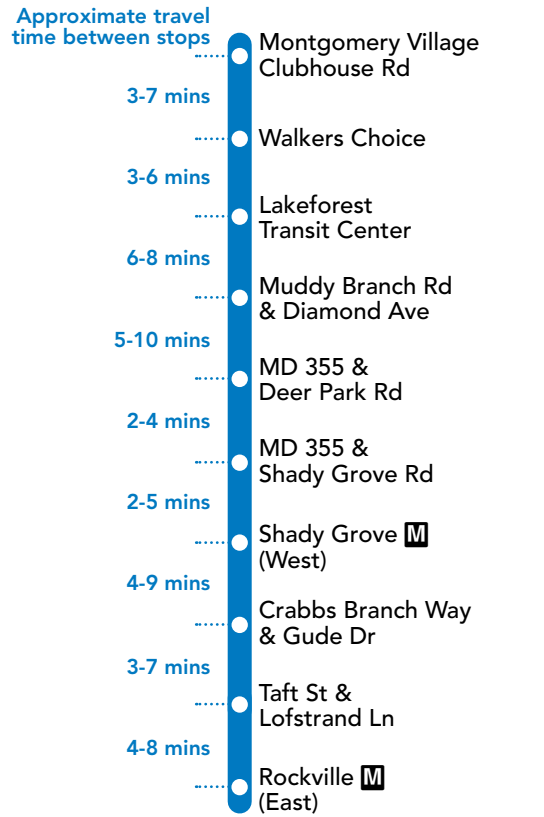 Approximate travel
time between stops
Montgomery Village
Clubhouse Rd
3-7 mins
Walkers Choice
3-6 mins
Lakeforest
Transit Center
6-8 mins
Muddy Branch Rd
& Diamond Ave
5-10 mins
MD 355 &
Deer Park Rd
2-4 mins
MD 355 &
Shady Grove Rd
2-5 mins
Shady Grove M
(West)
4-9 mins
Crabbs Branch Way
& Gude Dr
3-7 mins
Taft St &
Lofstrand Ln
4-8 mins
Rockville M
(East)